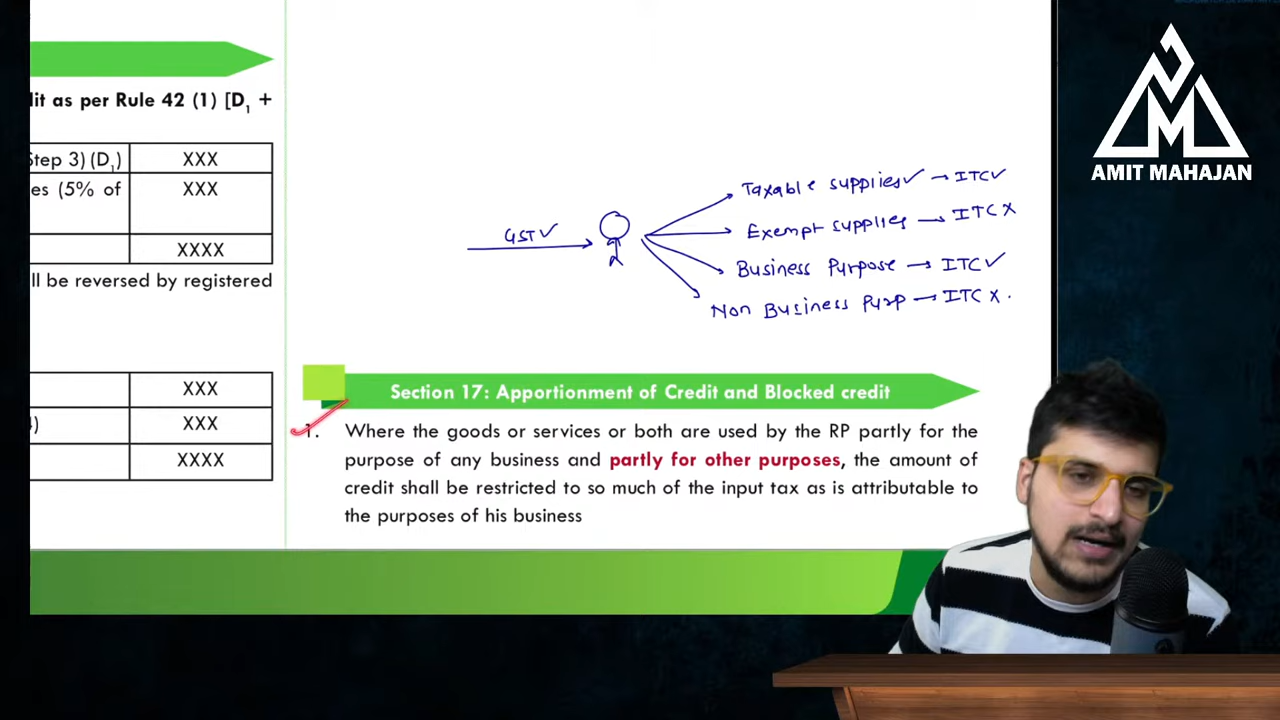 lit as per Rule 42 (1) [D1 +
Step 3) (D1) XXX
es (5% of XXX
XXXX
ll be reversed by registered
XXX
4) XXX
XXXX
GST✓
Taxable supplies✓ → ITC✓
Exempt supplies → ITC X
Business Purpose → ITC✓
Non Business Purp → ITC X.
Section 17: Apportionment of Credit and Blocked credit
1. Where the goods or services or both are used by the RP partly for the
purpose of any business and partly for other purposes, the amount of
credit shall be restricted to so much of the input tax as is attributable to
the purposes of his business
AMIT MAHAJAN